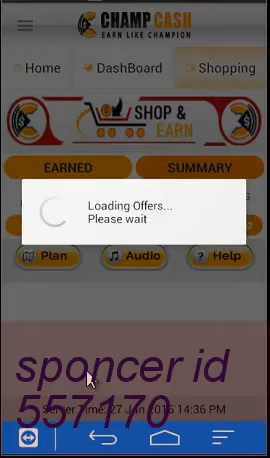 CHAMP CASH
EARN LIKE CHAMPION
Home DashBoard Shopping
SHOP &
EARN
EARNED SUMMARY
Loading Offers...
Please wait
Plan Audio Help
sponcer id
557170
Server Time: 27 Jan 2016 14:36 PM